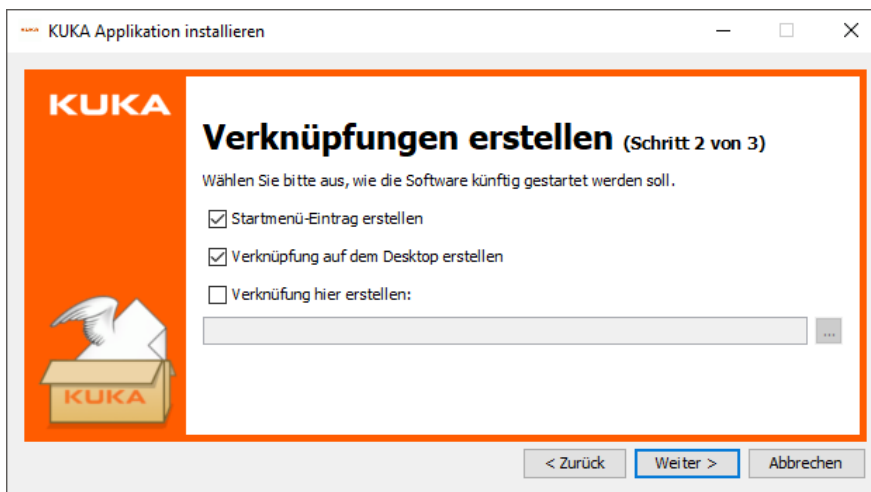 KUKA Applikation installieren
KUKA
Verknüpfungen erstellen (Schritt 2 von 3)
Wählen Sie bitte aus, wie die Software künftig gestartet werden soll.
Startmenü-Eintrag erstellen
Verknüpfung auf dem Desktop erstellen
Verknüfung hier erstellen:
...
KUKA
< Zurück
Weiter >
Abbrechen